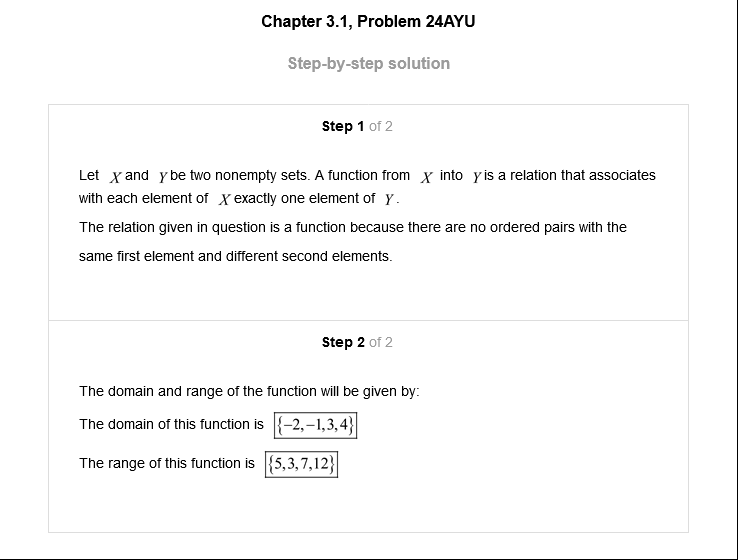 Chapter 3.1, Problem 24AYU
Step-by-step solution
Step 1 of 2
Let X and Y be two nonempty sets. A function from X into Y is a relation that associates
with each element of X exactly one element of Y.
The relation given in question is a function because there are no ordered pairs with the
same first element and different second elements.
Step 2 of 2
The domain and range of the function will be given by:
The domain of this function is {−2,−1,3,4}
The range of this function is {5,3,7,12}